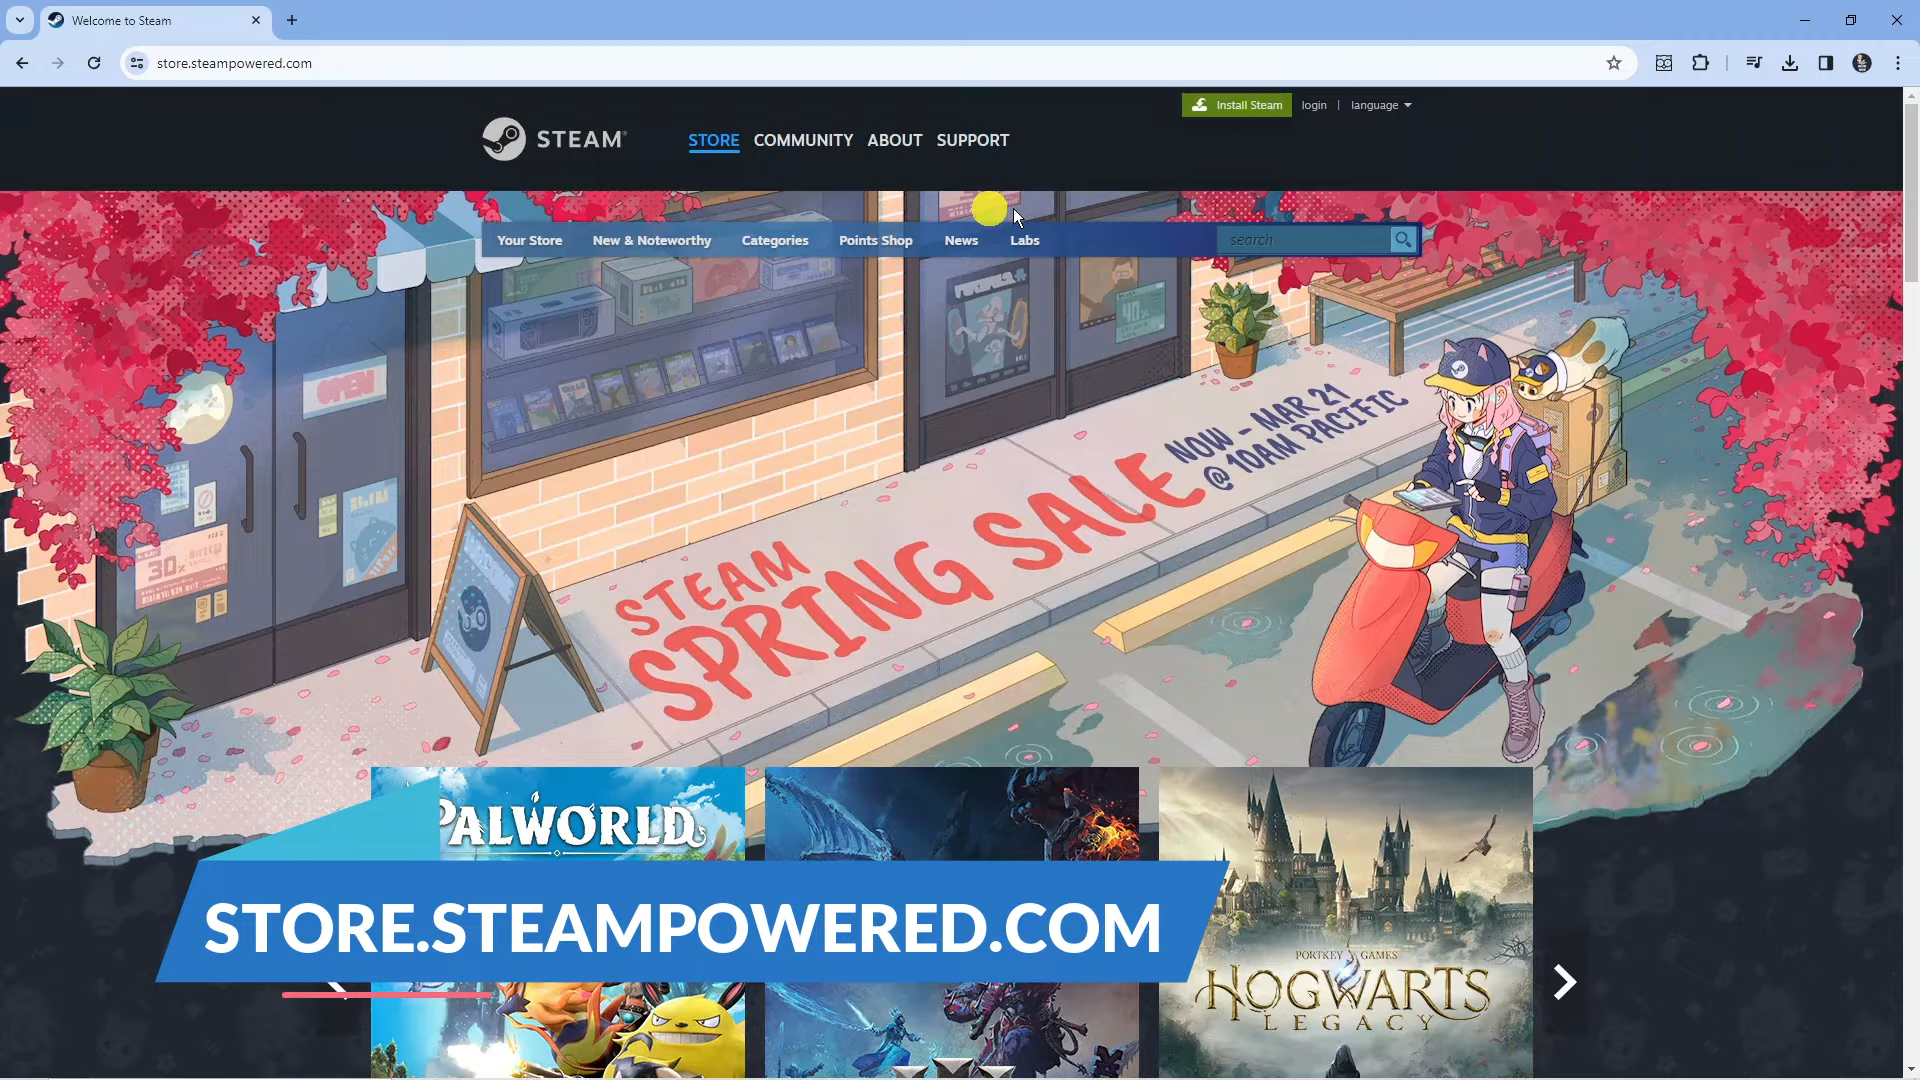 Welcome to Steam
store.steampowered.com
Install Steam
login | language
STEAM
STORE COMMUNITY ABOUT SUPPORT
Your Store New & Noteworthy Categories Points Shop News Labs
search
OPEN
40%
30%
NOW - MAR 21
@ 10AM PACIFIC
STEAM
SPRING SALE
PALWORLD
STORE.STEAMPOWERED.COM
PORTKEY GAMES
HOGWARTS
LEGACY